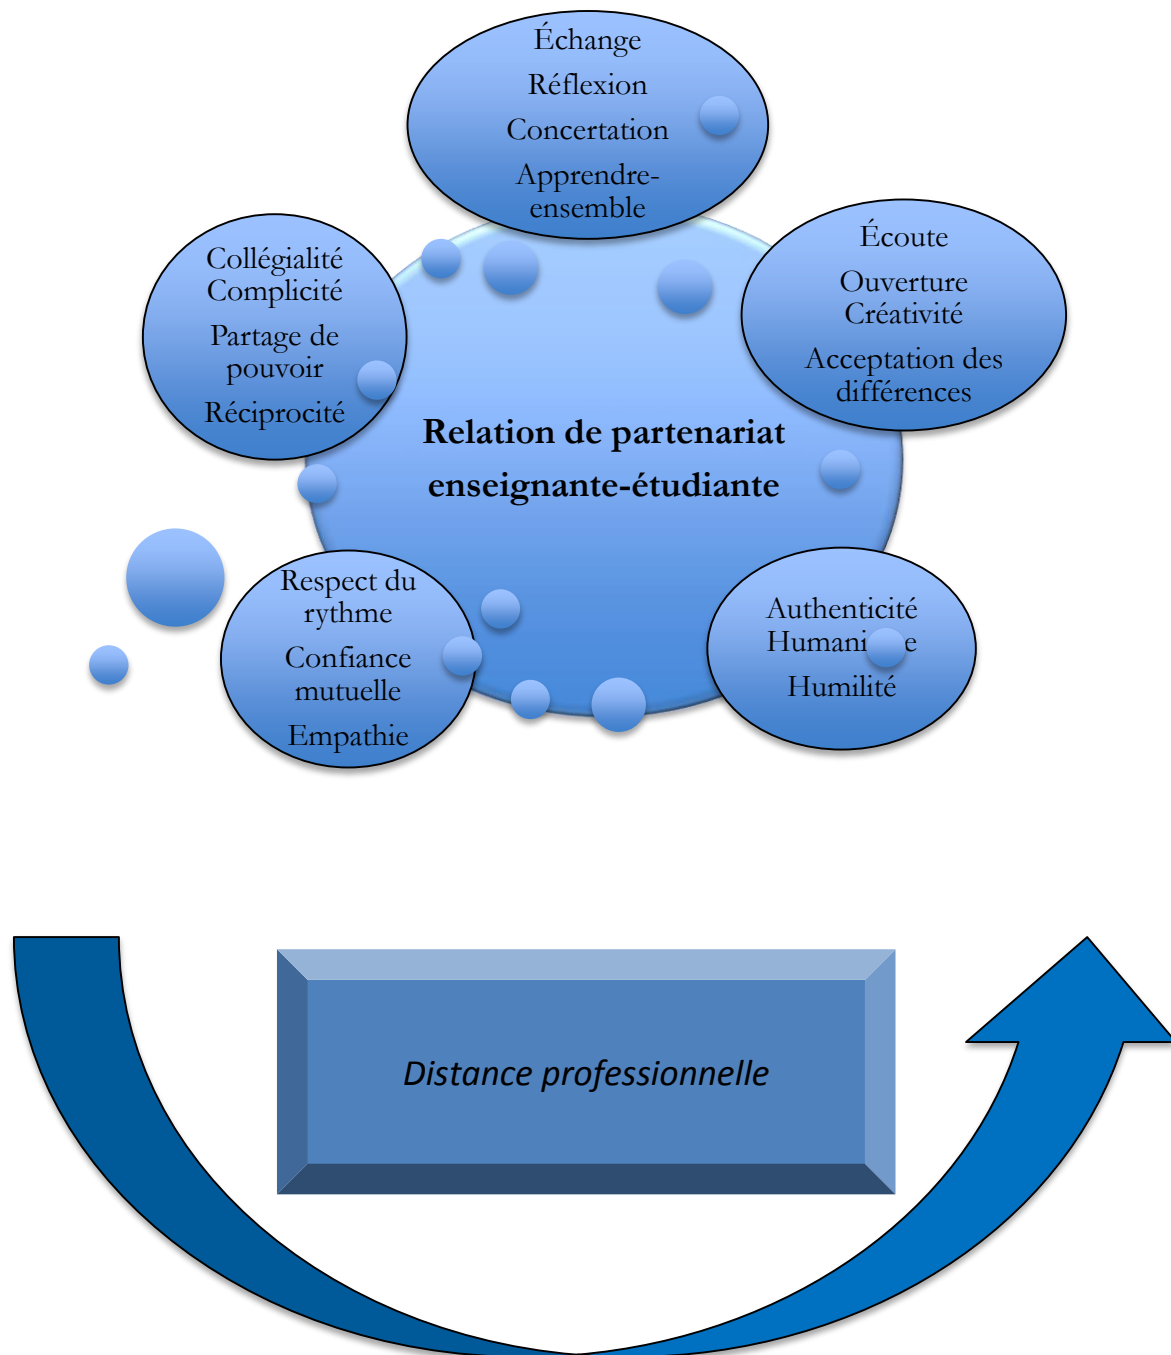 Échange
Réflexion
Concertation
Apprendre-
ensemble
Écoute
Ouverture
Créativité
Acceptation des
différences
Collégialité
Complicité
Partage de
pouvoir
Réciprocité
Relation de partenariat
enseignante-étudiante
Respect du
rythme
Confiance
mutuelle
Empathie
Authenticité
Humilité
Distance professionnelle